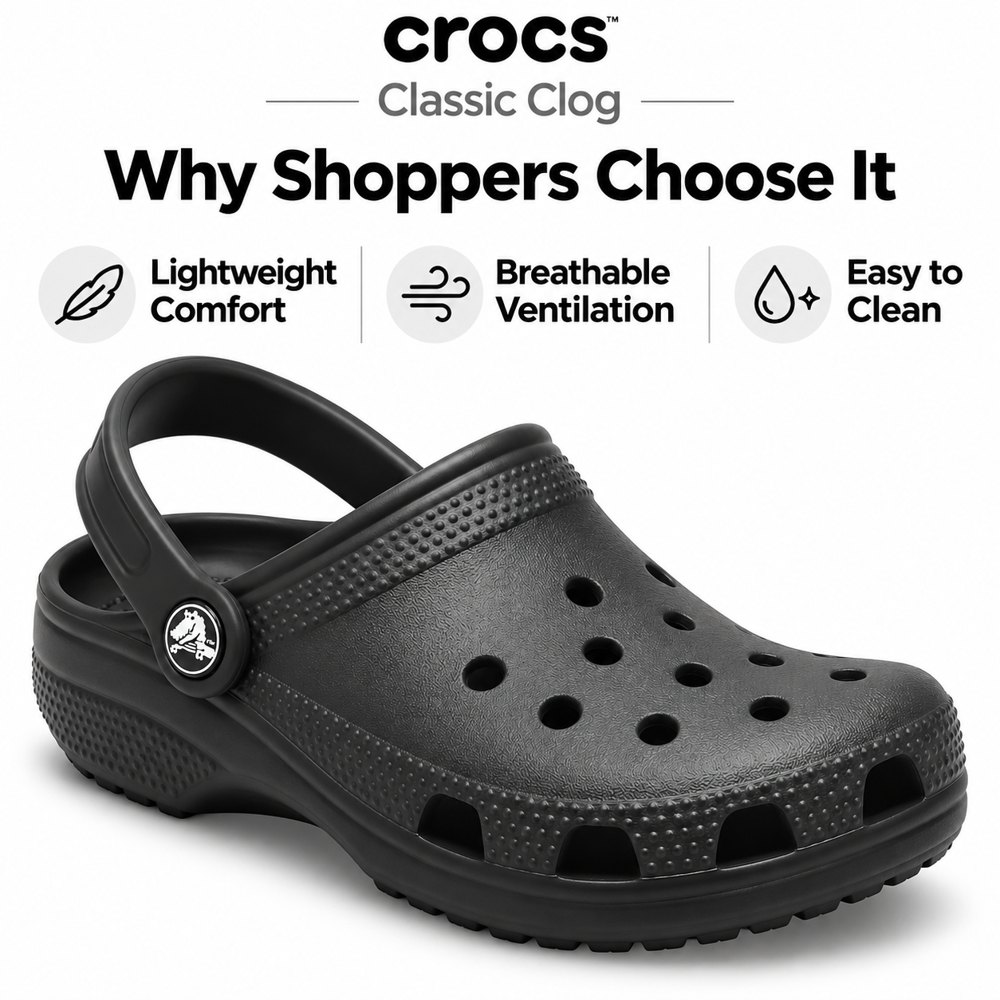 crocs™
Classic Clog
Why Shoppers Choose It
Lightweight
Comfort
Breathable
Ventilation
Easy to
Clean